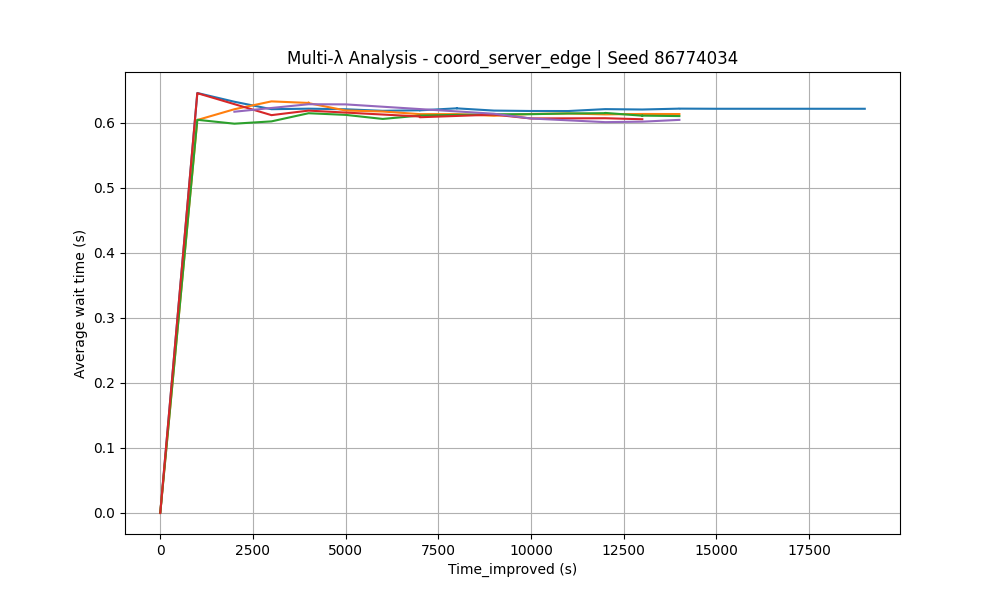 Multi-λ Analysis - coord_server_edge | Seed 86774034
Average wait time (s)
0.6
0.5
0.4
0.3
0.2
0.1
0.0
0 2500 5000 7500 10000 12500 15000 17500
Time_improved (s)